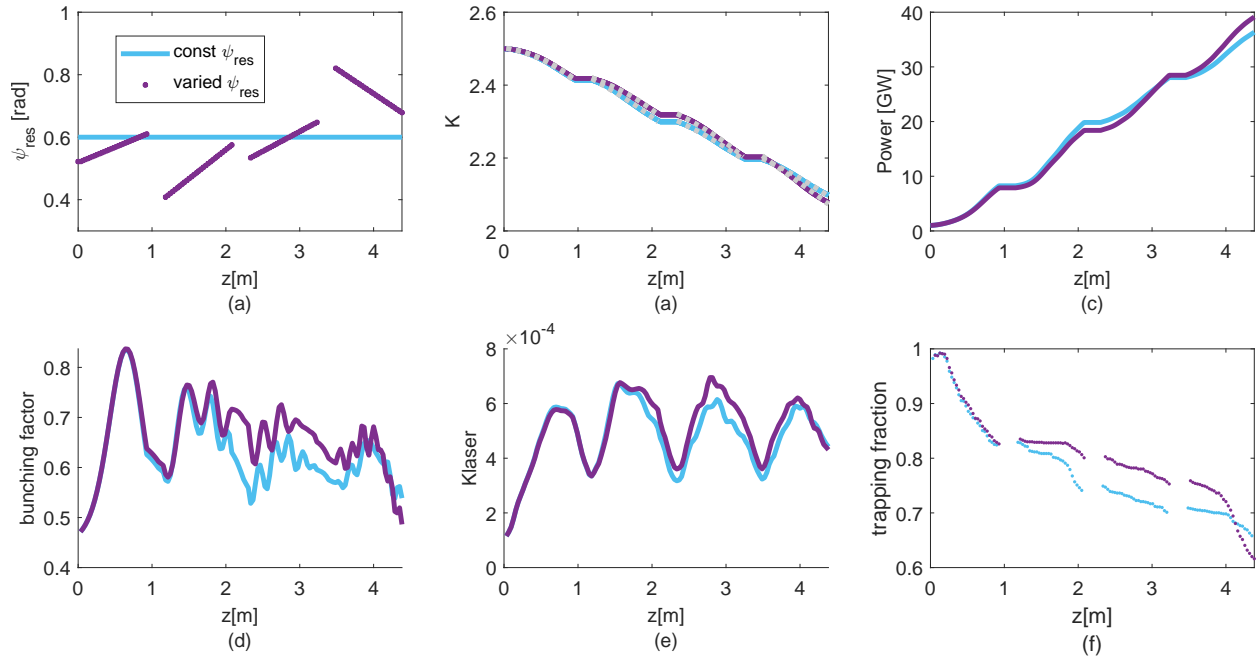 1
0.8
0.6
0.4
ψres [rad]
const ψres
varied ψres
0 1 2 3 4
z[m]
(a)
2.6
2.4
2.2
2
K
0 1 2 3 4
z[m]
(a)
40
30
20
10
0
Power [GW]
0 1 2 3 4
z[m]
(c)
0.8
0.7
0.6
0.5
0.4
bunching factor
0 1 2 3 4
z[m]
(d)
×10-4
8
6
4
2
0
Klaser
0 1 2 3 4
z[m]
(e)
1
0.9
0.8
0.7
0.6
trapping fraction
0 1 2 3 4
z[m]
(f)